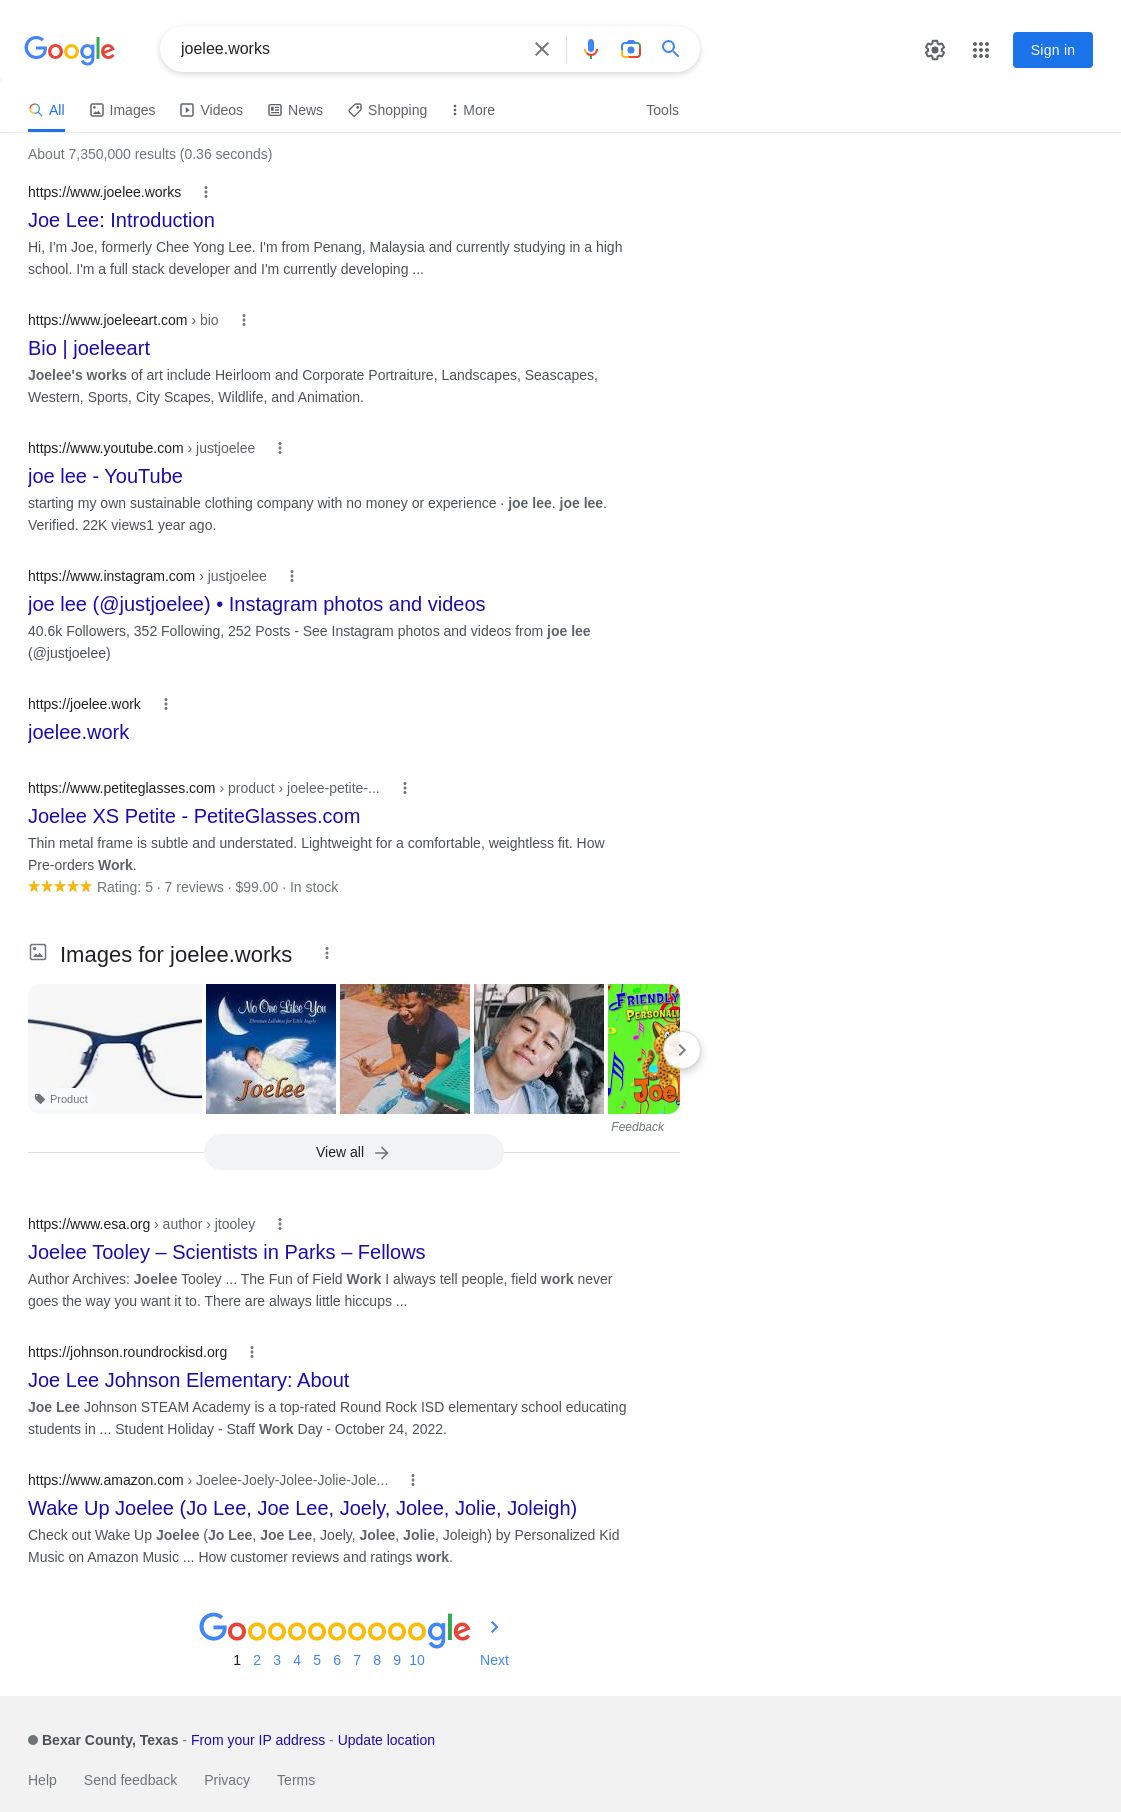 Google
joelee.works
Sign in
All
Images
Videos
News
Shopping
More
Tools
About 7,350,000 results (0.36 seconds)
https://www.joelee.works
Joe Lee: Introduction
Hi, I'm Joe, formerly Chee Yong Lee. I'm from Penang, Malaysia and currently studying in a high
school. I'm a full stack developer and I'm currently developing ...
https://www.joeleeart.com › bio
Bio | joeleeart
Joelee's works of art include Heirloom and Corporate Portraiture, Landscapes, Seascapes,
Western, Sports, City Scapes, Wildlife, and Animation.
https://www.youtube.com › justjoelee
joe lee - YouTube
starting my own sustainable clothing company with no money or experience · joe lee. joe lee.
Verified. 22K views1 year ago.
https://www.instagram.com › justjoelee
joe lee (@justjoelee) • Instagram photos and videos
40.6k Followers, 352 Following, 252 Posts - See Instagram photos and videos from joe lee
(@justjoelee)
https://joelee.work
joelee.work
https://www.petiteglasses.com › product › joelee-petite-...
Joelee XS Petite - PetiteGlasses.com
Thin metal frame is subtle and understated. Lightweight for a comfortable, weightless fit. How
Pre-orders Work.
Rating: 5 · 7 reviews · $99.00 · In stock
Images for joelee.works
No One Like You
Christian Lullabies for Little Angels
Joelee
FRIENDLY
PERSONAL
Joe
Product
Feedback
View all
https://www.esa.org › author › jtooley
Joelee Tooley – Scientists in Parks – Fellows
Author Archives: Joelee Tooley ... The Fun of Field Work I always tell people, field work never
goes the way you want it to. There are always little hiccups ...
https://johnson.roundrockisd.org
Joe Lee Johnson Elementary: About
Joe Lee Johnson STEAM Academy is a top-rated Round Rock ISD elementary school educating
students in ... Student Holiday - Staff Work Day - October 24, 2022.
https://www.amazon.com › Joelee-Joely-Jolee-Jolie-Jole...
Wake Up Joelee (Jo Lee, Joe Lee, Joely, Jolee, Jolie, Joleigh)
Check out Wake Up Joelee (Jo Lee, Joe Lee, Joely, Jolee, Jolie, Joleigh) by Personalized Kid
Music on Amazon Music ... How customer reviews and ratings work.
Goooooooooogle
1 2 3 4 5 6 7 8 9 10 Next
Bexar County, Texas - From your IP address - Update location
Help Send feedback Privacy Terms